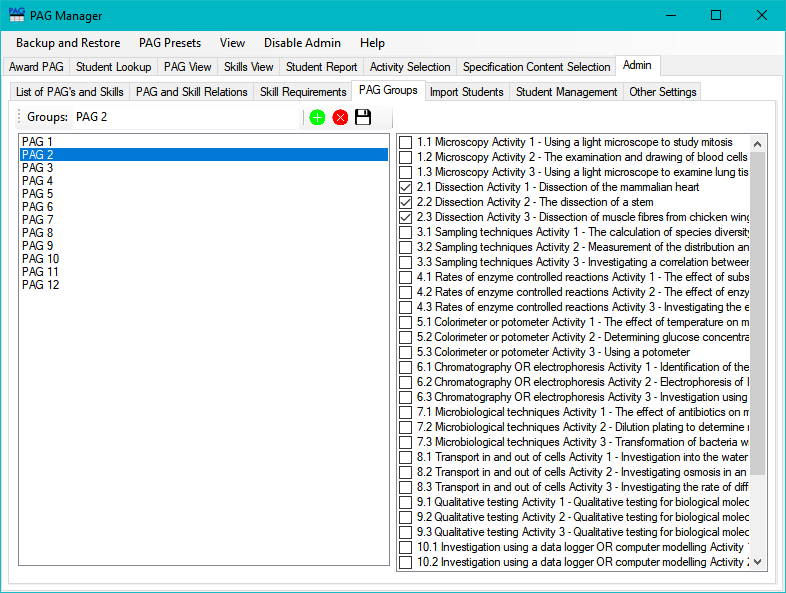 PAG PAG Manager
Backup and Restore PAG Presets View Disable Admin Help
Award PAG Student Lookup PAG View Skills View Student Report Activity Selection Specification Content Selection Admin
List of PAG's and Skills PAG and Skill Relations Skill Requirements PAG Groups Import Students Student Management Other Settings
Groups: PAG 2
PAG 1
PAG 2
PAG 3
PAG 4
PAG 5
PAG 6
PAG 7
PAG 8
PAG 9
PAG 10
PAG 11
PAG 12
1.1 Microscopy Activity 1 - Using a light microscope to study mitosis
1.2 Microscopy Activity 2 - The examination and drawing of blood cells
1.3 Microscopy Activity 3 - Using a light microscope to examine lung tis
2.1 Dissection Activity 1 - Dissection of the mammalian heart
2.2 Dissection Activity 2 - The dissection of a stem
2.3 Dissection Activity 3 - Dissection of muscle fibres from chicken wing
3.1 Sampling techniques Activity 1 - The calculation of species diversity
3.2 Sampling techniques Activity 2 - Measurement of the distribution an
3.3 Sampling techniques Activity 3 - Investigating a correlation between
4.1 Rates of enzyme controlled reactions Activity 1 - The effect of subs
4.2 Rates of enzyme controlled reactions Activity 2 - The effect of enzy
4.3 Rates of enzyme controlled reactions Activity 3 - Investigating the e
5.1 Colorimeter or potometer Activity 1 - The effect of temperature on m
5.2 Colorimeter or potometer Activity 2 - Determining glucose concentra
5.3 Colorimeter or potometer Activity 3 - Using a potometer
6.1 Chromatography OR electrophoresis Activity 1 - Identification of the
6.2 Chromatography OR electrophoresis Activity 2 - Electrophoresis of
6.3 Chromatography OR electrophoresis Activity 3 - Investigation using
7.1 Microbiological techniques Activity 1 - The effect of antibiotics on m
7.2 Microbiological techniques Activity 2 - Dilution plating to determine
7.3 Microbiological techniques Activity 3 - Transformation of bacteria w
8.1 Transport in and out of cells Activity 1 - Investigation into the water
8.2 Transport in and out of cells Activity 2 - Investigating osmosis in an
8.3 Transport in and out of cells Activity 3 - Investigating the rate of diff
9.1 Qualitative testing Activity 1 - Qualitative testing for biological molec
9.2 Qualitative testing Activity 2 - Qualitative testing for biological molec
9.3 Qualitative testing Activity 3 - Qualitative testing for biological molec
10.1 Investigation using a data logger OR computer modelling Activity
10.2 Investigation using a data logger OR computer modelling Activity 2